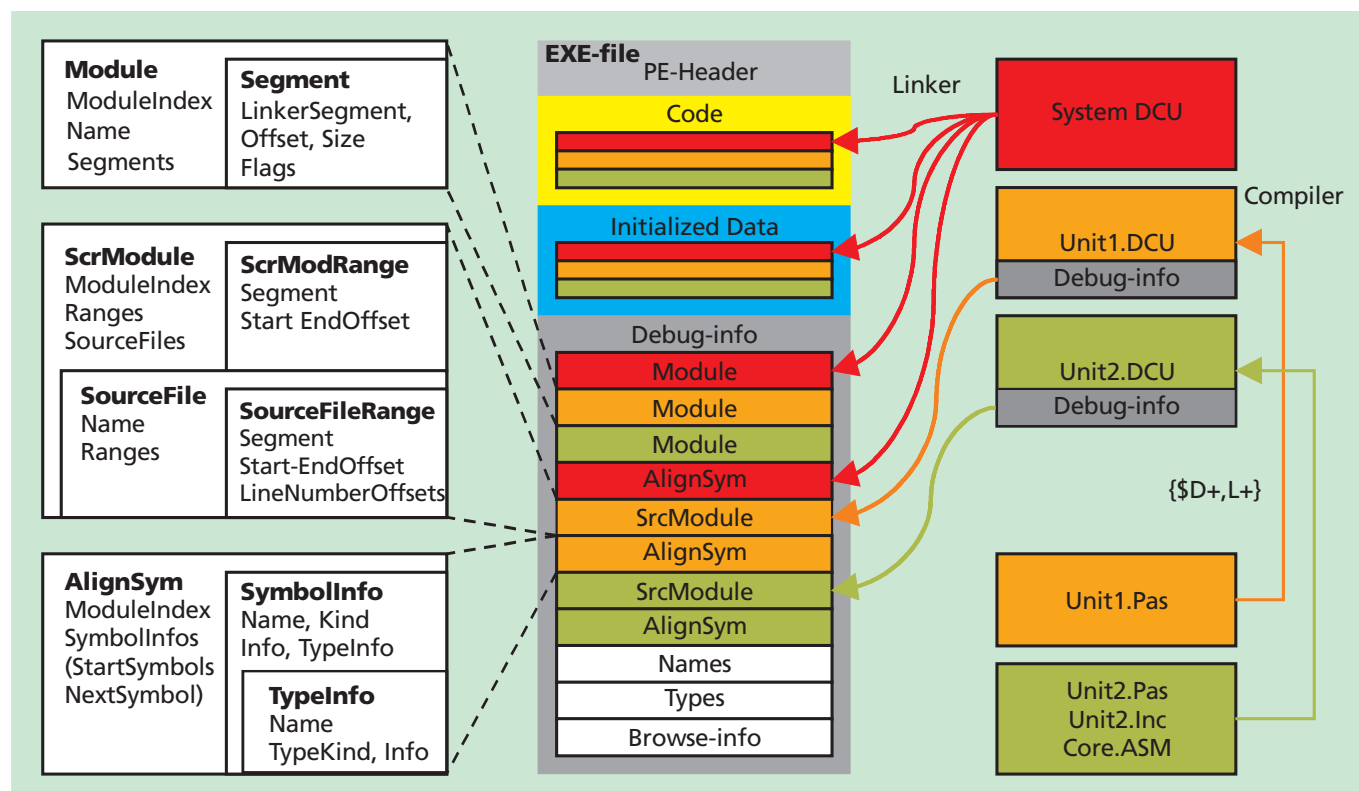 Module
ModuleIndex
Name
Segments
Segment
LinkerSegment,
Offset, Size
Flags
ScrModule
ModuleIndex
Ranges
SourceFiles
ScrModRange
Segment
Start EndOffset
SourceFile
Name
Ranges
SourceFileRange
Segment
Start-EndOffset
LineNumberOffsets
AlignSym
ModuleIndex
SymbolInfos
(StartSymbols
NextSymbol)
SymbolInfo
Name, Kind
Info, TypeInfo
TypeInfo
Name
TypeKind, Info
EXE-file
PE-Header
Code
Initialized Data
Debug-info
Module
Module
Module
AlignSym
SrcModule
AlignSym
SrcModule
AlignSym
Names
Types
Browse-info
Linker
System DCU
Compiler
Unit1.DCU
Debug-info
Unit2.DCU
Debug-info
{$D+,L+}
Unit1.Pas
Unit2.Pas
Unit2.Inc
Core.ASM